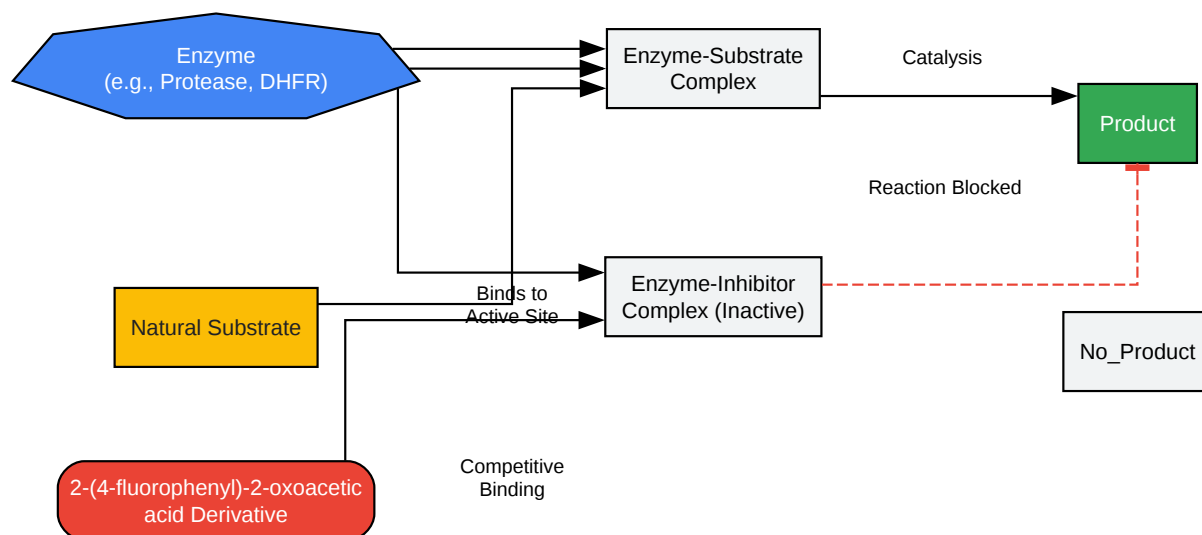 Enzyme
(e.g., Protease, DHFR)
Enzyme-Substrate
Complex
Catalysis
Product
Reaction Blocked
Natural Substrate
Binds to
Active Site
Enzyme-Inhibitor
Complex (Inactive)
No_Product
2-(4-fluorophenyl)-2-oxoacetic
acid Derivative
Competitive
Binding